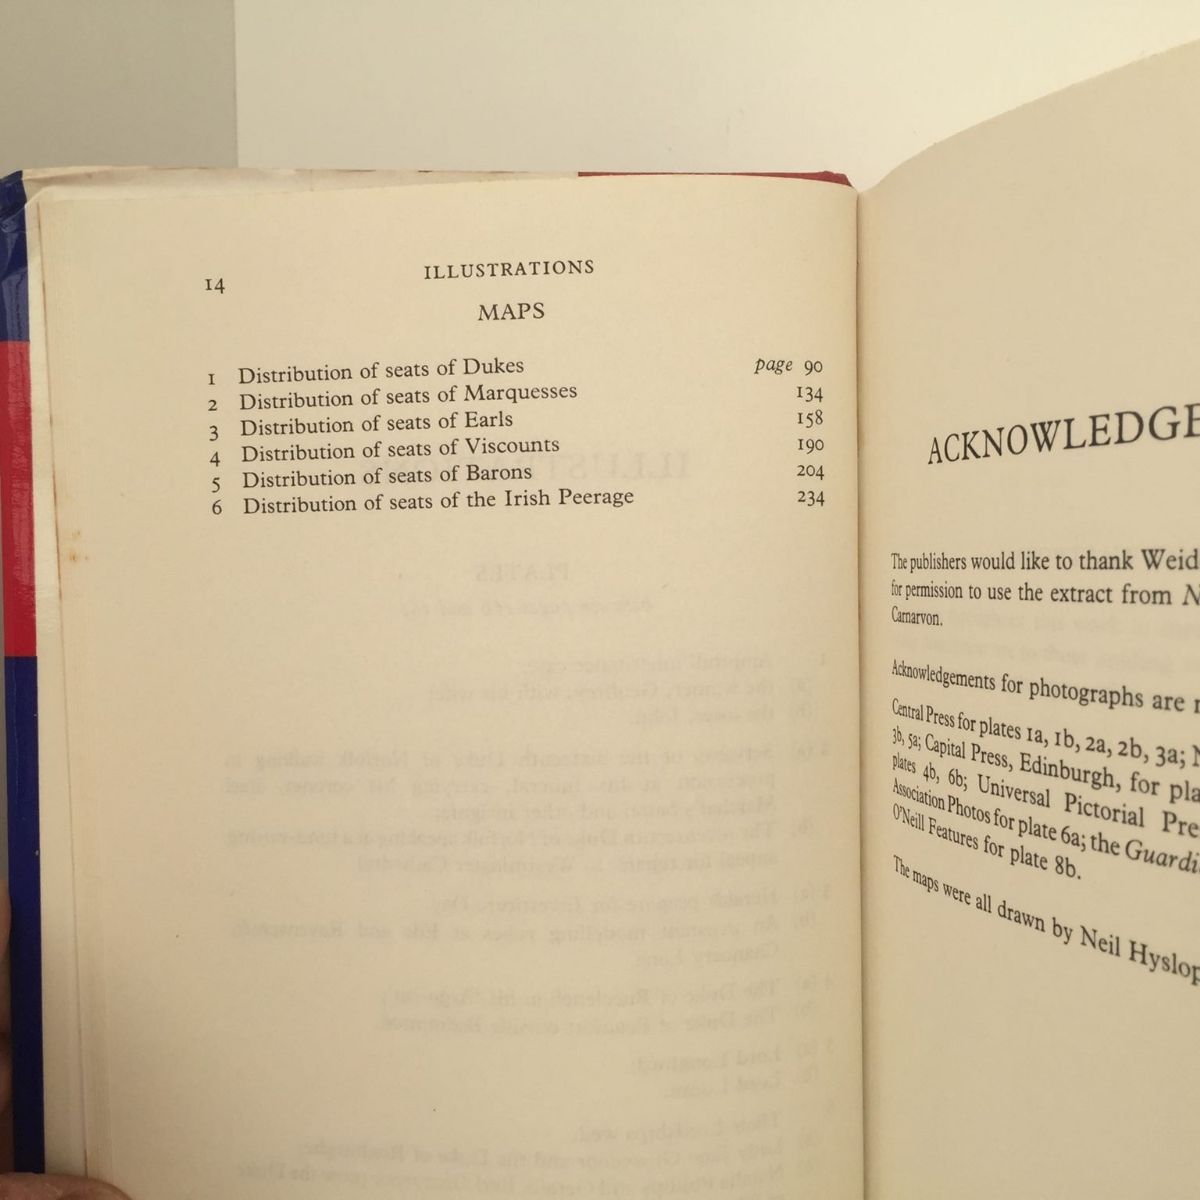 14
ILLUSTRATIONS
MAPS
1 Distribution of seats of Dukes page 90
2 Distribution of seats of Marquesses 134
3 Distribution of seats of Earls 158
4 Distribution of seats of Viscounts 190
5 Distribution of seats of Barons 204
6 Distribution of seats of the Irish Peerage 234
ACKNOWLEDGE
The publishers would like to thank Weid
for permission to use the extract from N
Carnarvon.
Acknowledgements for photographs are
Central Press for plates 1a, 1b, 2a, 2b, 3a; N
3b, 5a; Capital Press, Edinburgh, for pla
plates 4b, 6b; Universal Pictorial Pre
Association Photos for plate 6a; the Guardi
O'Neill Features for plate 8b.
The maps were all drawn by Neil Hyslop